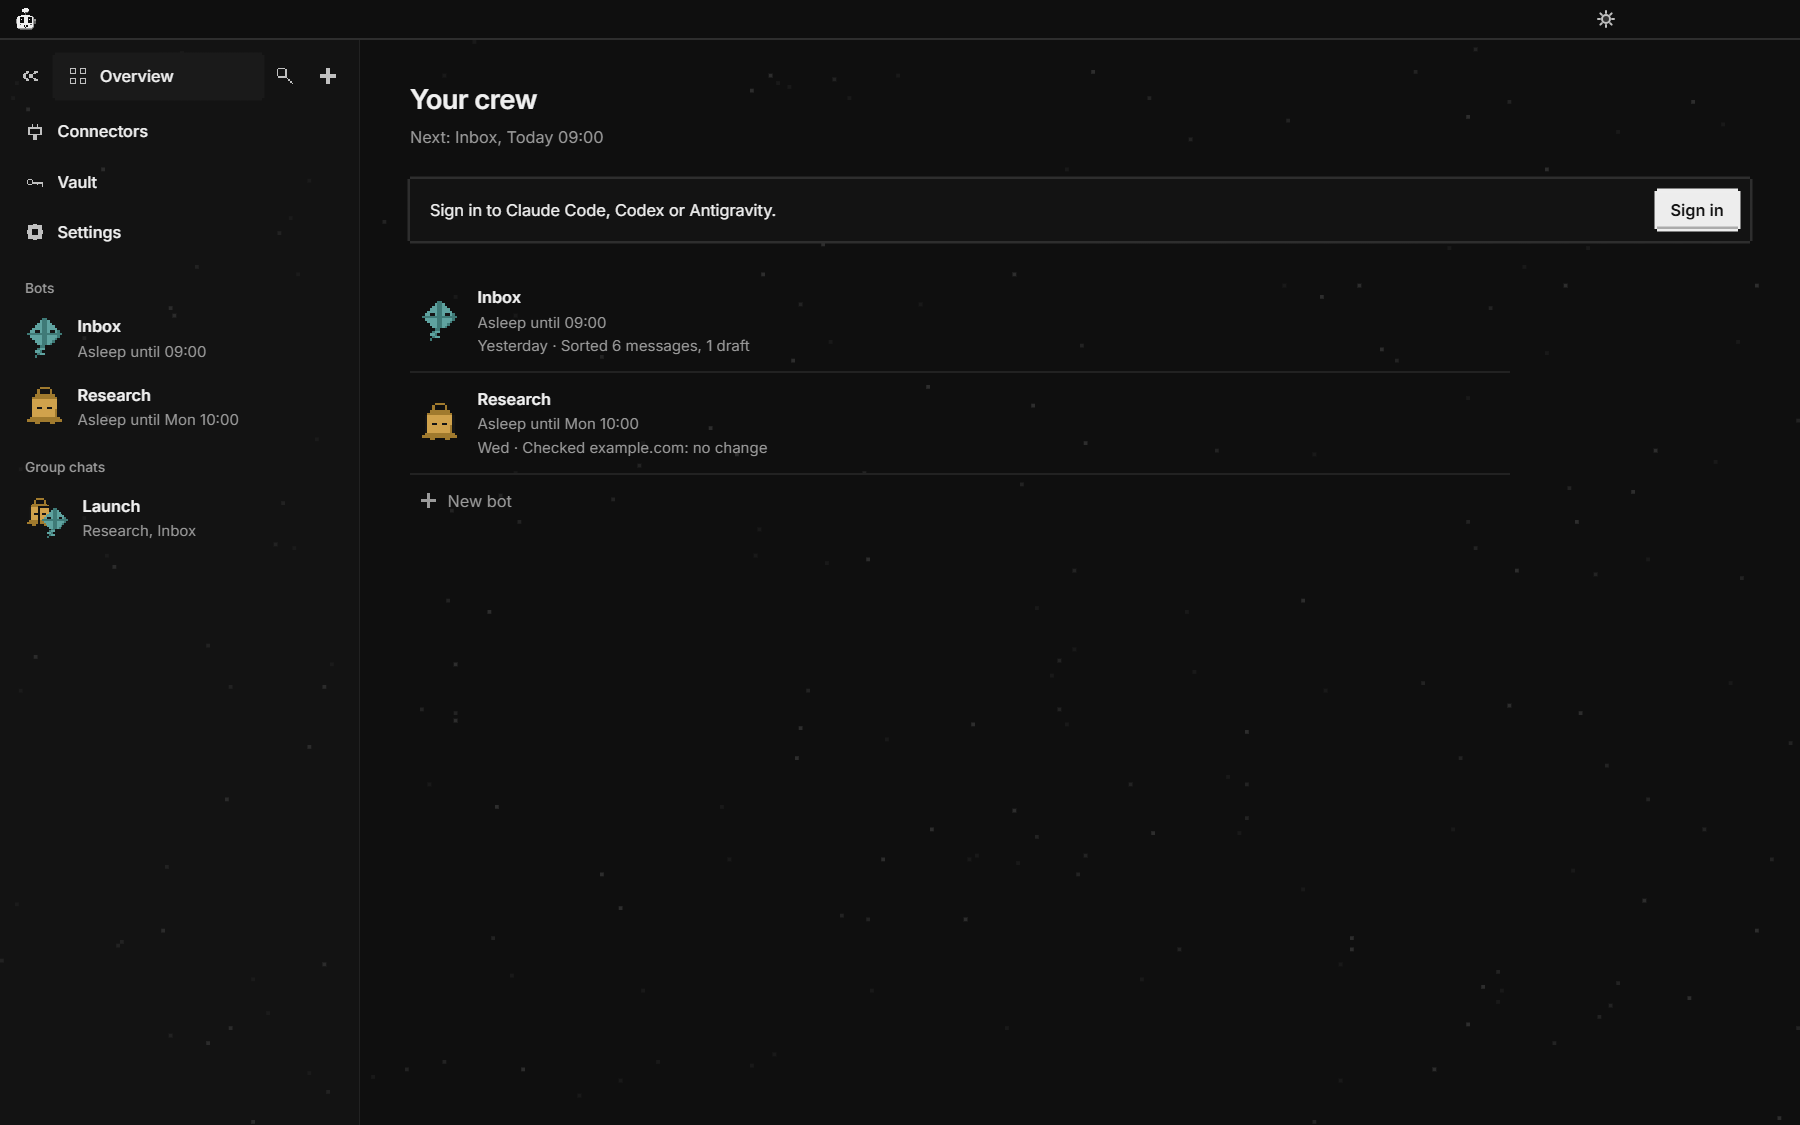 Overview
Connectors
Vault
Settings
Bots
Inbox
Asleep until 09:00
Research
Asleep until Mon 10:00
Group chats
Launch
Research, Inbox
Your crew
Next: Inbox, Today 09:00
Sign in to Claude Code, Codex or Antigravity.
Sign in
Inbox
Asleep until 09:00
Yesterday · Sorted 6 messages, 1 draft
Research
Asleep until Mon 10:00
Wed · Checked example.com: no change
New bot